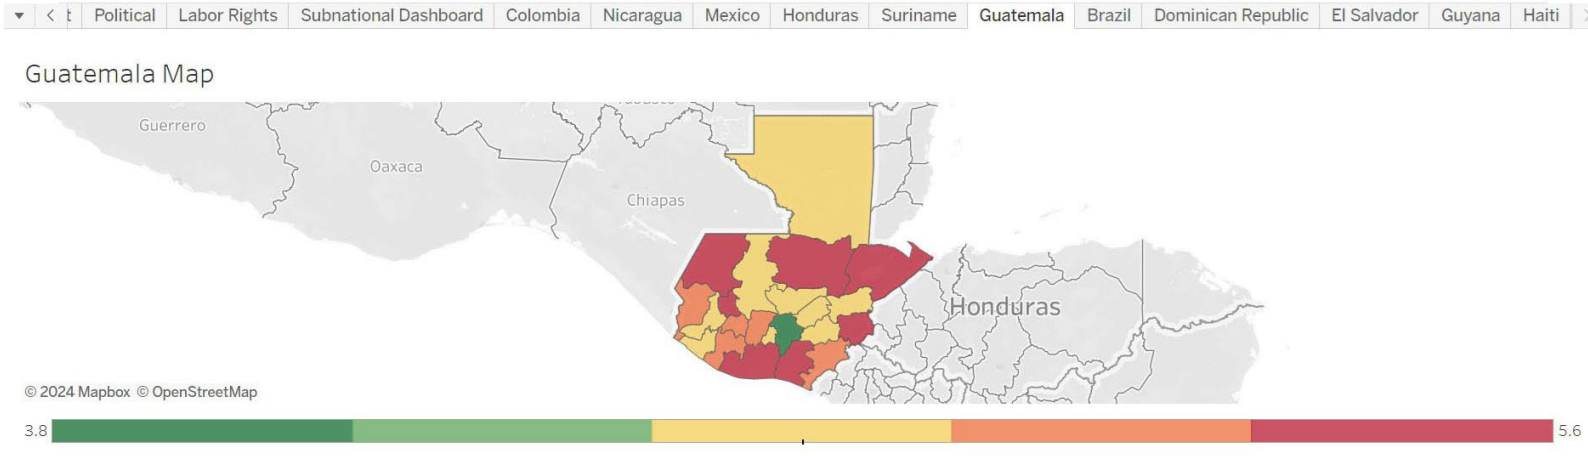 Political Labor Rights Subnational Dashboard Colombia Nicaragua Mexico Honduras Suriname Guatemala Brazil Dominican Republic El Salvador Guyana Haiti
Guatemala Map
Guerrero
Oaxaca
Chiapas
Honduras
© 2024 Mapbox © OpenStreetMap
3.8 5.6